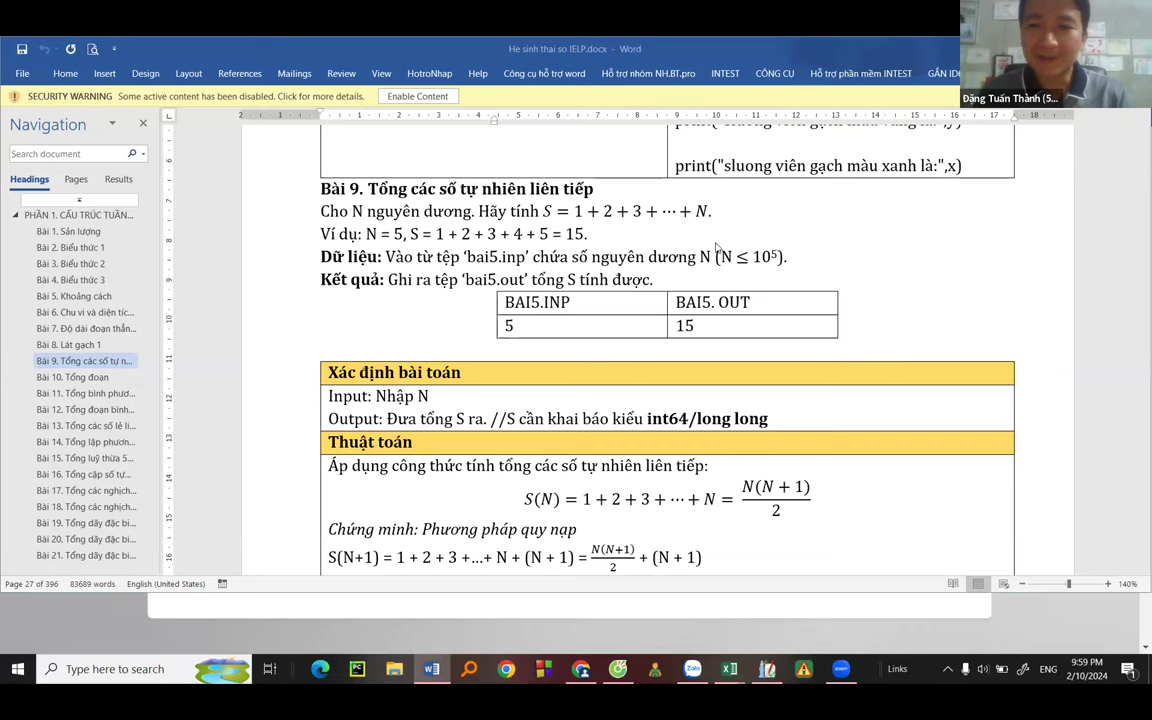 He sinh thai so IELP.docx - Word
File Home Insert Design Layout References Mailings Review View HotroNhap Help Công cụ hỗ trợ word Hỗ trợ nhóm NH.BT.pro INTEST CÔNG CỤ Hỗ trợ phần mềm INTEST GẮN IDE
Đặng Tuấn Thành (5...
SECURITY WARNING Some active content has been disabled. Click for more details. Enable Content
Navigation
Search document
Headings Pages Results
PHẦN 1. CẤU TRÚC TUẦN...
Bài 1. Sản lượng
Bài 2. Biểu thức 1
Bài 3. Biểu thức 2
Bài 4. Biểu thức 3
Bài 5. Khoảng cách
Bài 6. Chu vi và diện tíc...
Bài 7. Độ dài đoạn thẳn...
Bài 8. Lát gạch 1
Bài 9. Tổng các số tự n...
Bài 10. Tổng đoạn
Bài 11. Tổng bình phươ...
Bài 12. Tổng đoạn bình...
Bài 13. Tổng các số lẻ li...
Bài 14. Tổng lập phươn...
Bài 15. Tổng luỹ thừa 5...
Bài 16. Tổng cặp số tự...
Bài 17. Tổng các nghịch...
Bài 18. Tổng các nghịc...
Bài 19. Tổng dãy đặc bi...
Bài 20. Tổng dãy đặc bi...
Bài 21. Tổng dãy đặc bi...
print("sluong viên gạch màu xanh là:",x)
Bài 9. Tổng các số tự nhiên liên tiếp
Cho N nguyên dương. Hãy tính S = 1 + 2 + 3 + ⋯ + N.
Ví dụ: N = 5, S = 1 + 2 + 3 + 4 + 5 = 15.
Dữ liệu: Vào từ tệp ‘bai5.inp’ chứa số nguyên dương N (N ≤ 10⁵).
Kết quả: Ghi ra tệp ‘bai5.out’ tổng S tính được.
BAI5.INP BAI5. OUT
5 15
Xác định bài toán
Input: Nhập N
Output: Đưa tổng S ra. //S cần khai báo kiểu int64/long long
Thuật toán
Áp dụng công thức tính tổng các số tự nhiên liên tiếp:
S(N) = 1 + 2 + 3 + ⋯ + N = N(N + 1)/2
Chứng minh: Phương pháp quy nạp
S(N+1) = 1 + 2 + 3 +...+ N + (N + 1) = N(N+1)/2 + (N + 1)
Page 27 of 396 83689 words English (United States) 140%
Type here to search Links ENG 9:59 PM
2/10/2024